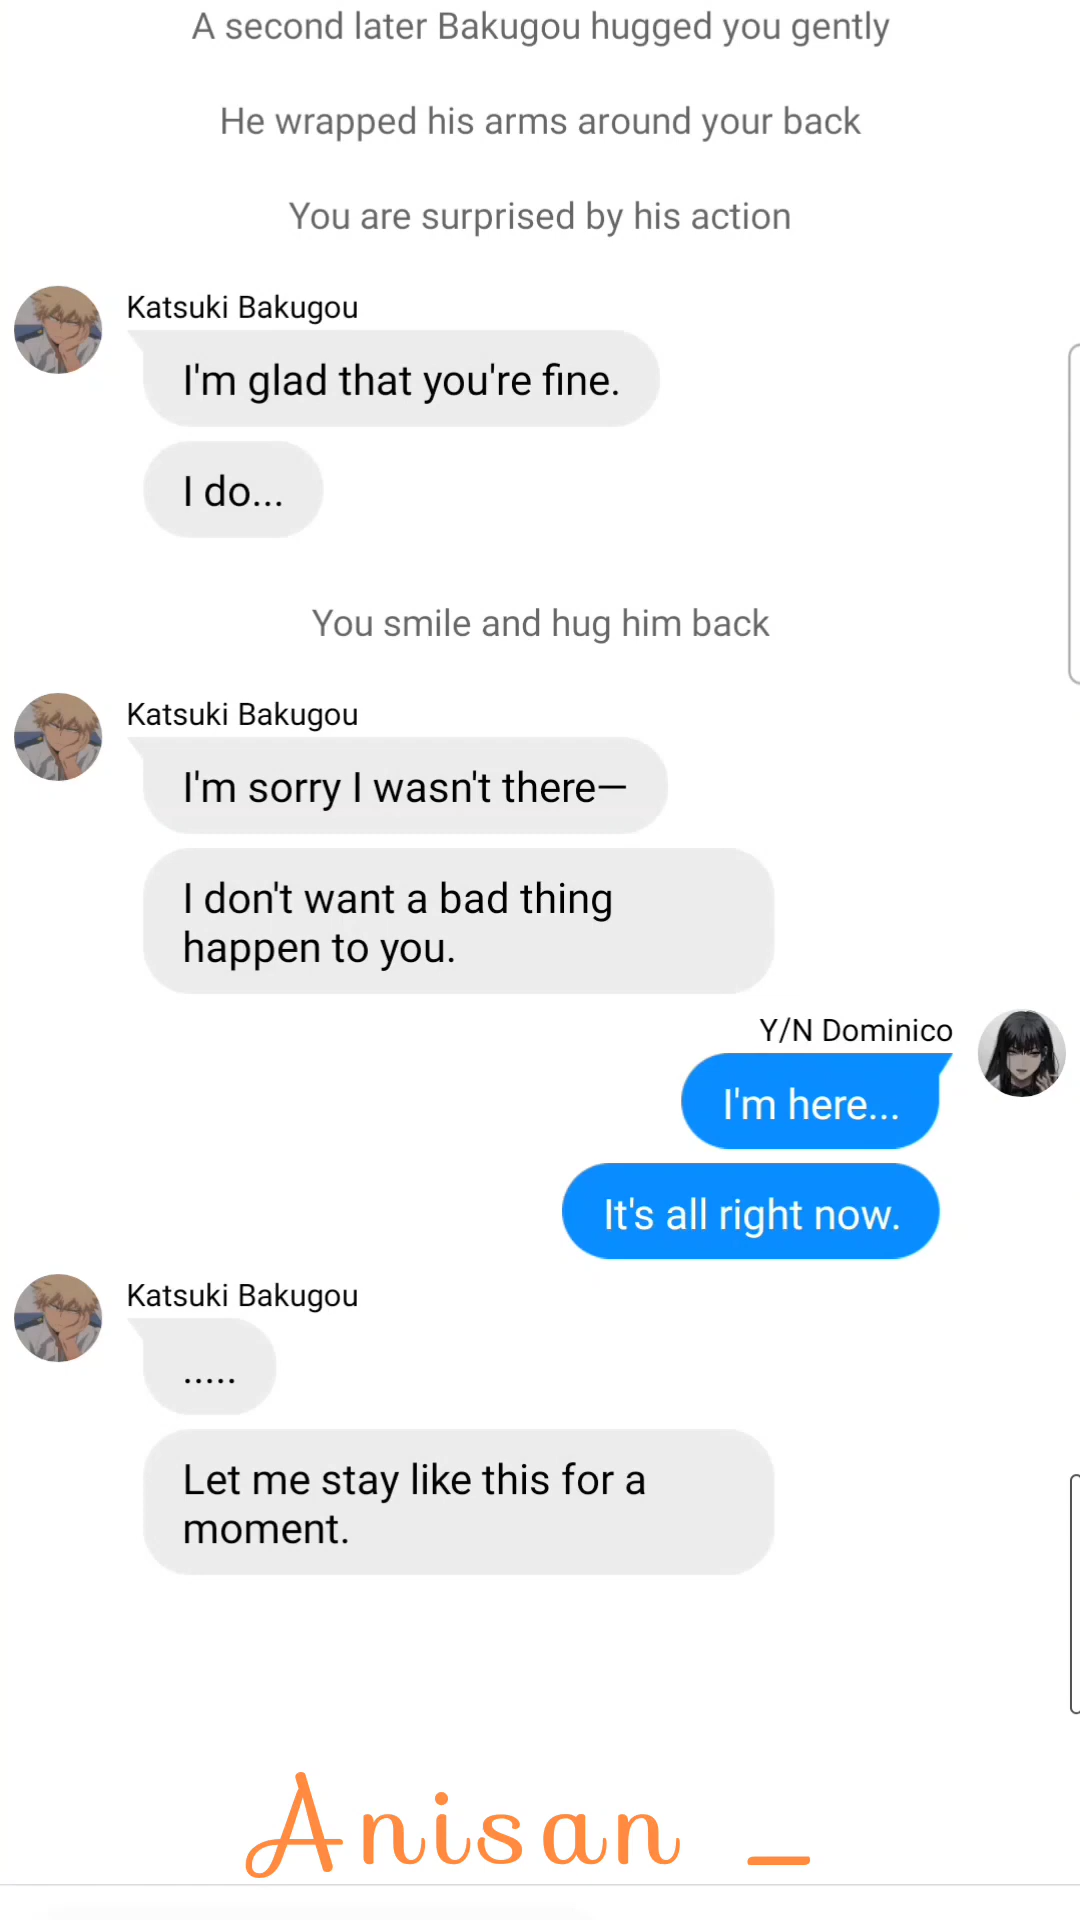 A second later Bakugou hugged you gently
He wrapped his arms around your back
You are surprised by his action
Katsuki Bakugou
I'm glad that you're fine.
I do...
You smile and hug him back
Katsuki Bakugou
I'm sorry I wasn't there—
I don't want a bad thing
happen to you.
Y/N Dominico
I'm here...
It's all right now.
Katsuki Bakugou
.....
Let me stay like this for a
moment.
Anisan _